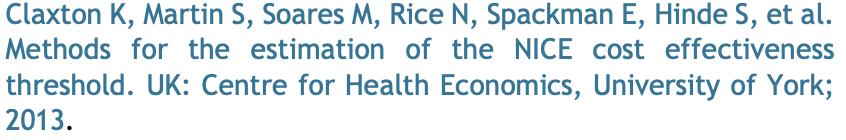 Claxton K, Martin S, Soares M, Rice N, Spackman E, Hinde S, et al.
Methods for the estimation of the NICE cost effectiveness
threshold. UK: Centre for Health Economics, University of York;
2013.